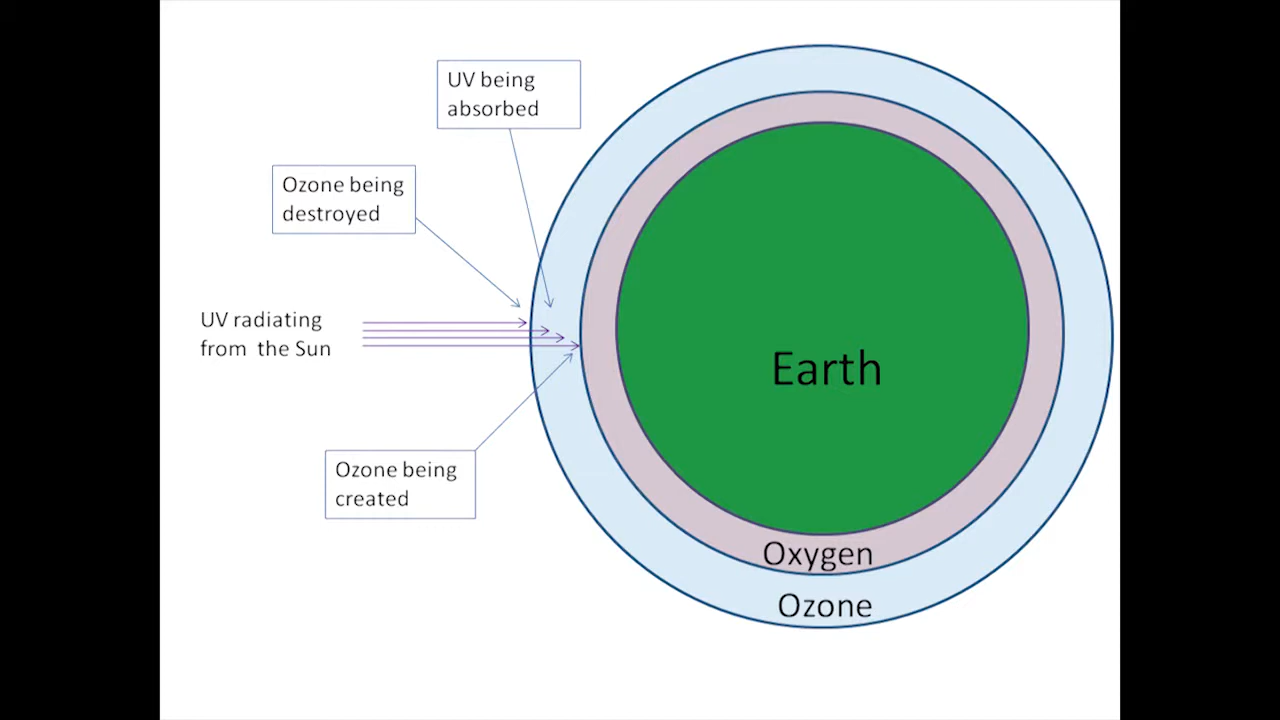 UV being
absorbed
Ozone being
destroyed
UV radiating
from the Sun
Earth
Ozone being
created
Oxygen
Ozone